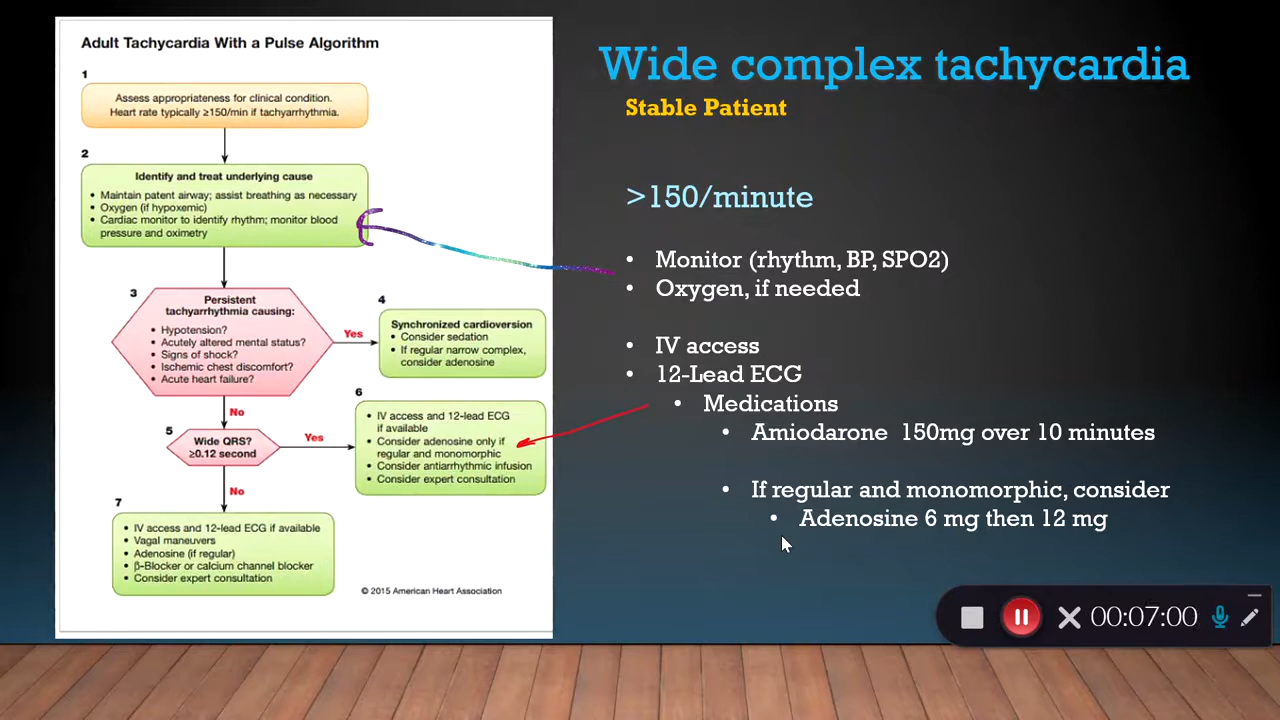 Adult Tachycardia With a Pulse Algorithm
1
Assess appropriateness for clinical condition.
Heart rate typically ≥150/min if tachyarrhythmia.
2
Identify and treat underlying cause
• Maintain patent airway; assist breathing as necessary
• Oxygen (if hypoxemic)
• Cardiac monitor to identify rhythm; monitor blood
pressure and oximetry
3
Persistent
tachyarrhythmia causing:
• Hypotension?
• Acutely altered mental status?
• Signs of shock?
• Ischemic chest discomfort?
• Acute heart failure?
Yes
4
Synchronized cardioversion
• Consider sedation
• If regular narrow complex,
consider adenosine
No
5
Wide QRS?
≥0.12 second
Yes
6
• IV access and 12-lead ECG
if available
• Consider adenosine only if
regular and monomorphic
• Consider antiarrhythmic infusion
• Consider expert consultation
No
7
• IV access and 12-lead ECG if available
• Vagal maneuvers
• Adenosine (if regular)
• β-Blocker or calcium channel blocker
• Consider expert consultation
© 2015 American Heart Association
Wide complex tachycardia
Stable Patient
>150/minute
• Monitor (rhythm, BP, SPO2)
• Oxygen, if needed
• IV access
• 12-Lead ECG
• Medications
• Amiodarone 150mg over 10 minutes
• If regular and monomorphic, consider
• Adenosine 6 mg then 12 mg
00:07:00